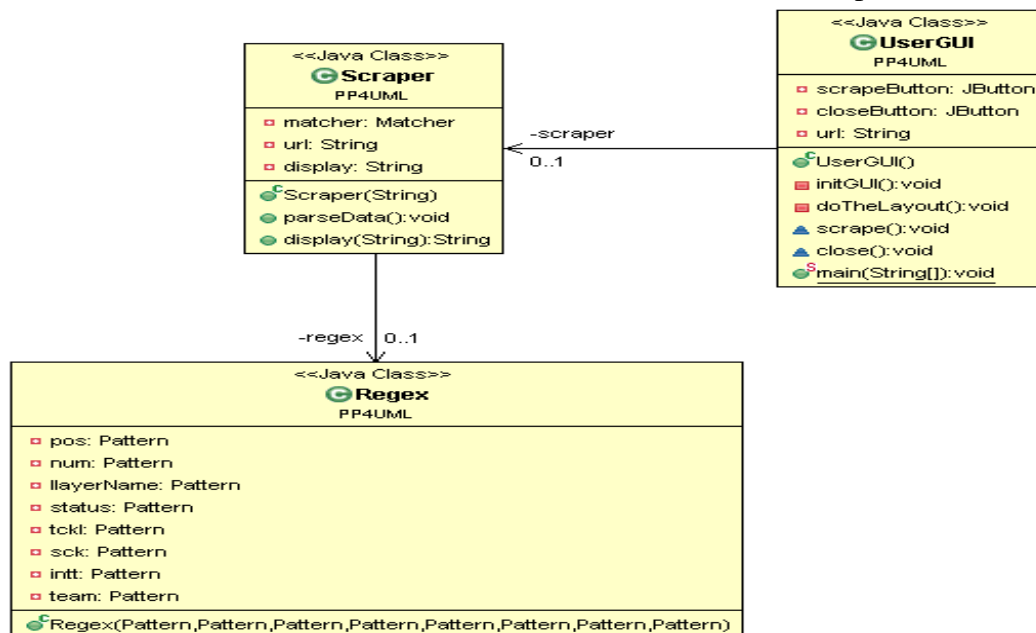 <<Java Class>>
UserGUI
PP4UML
scrapeButton: JButton
closeButton: JButton
url: String
UserGUI()
initGUI():void
doTheLayout():void
scrape():void
close():void
main(String[]):void
<<Java Class>>
Scraper
PP4UML
matcher: Matcher
url: String
display: String
Scraper(String)
parseData():void
display(String):String
-scraper
0..1
-regex
0..1
<<Java Class>>
Regex
PP4UML
pos: Pattern
num: Pattern
llayerName: Pattern
status: Pattern
tckl: Pattern
sck: Pattern
intt: Pattern
team: Pattern
Regex(Pattern,Pattern,Pattern,Pattern,Pattern,Pattern,Pattern,Pattern)